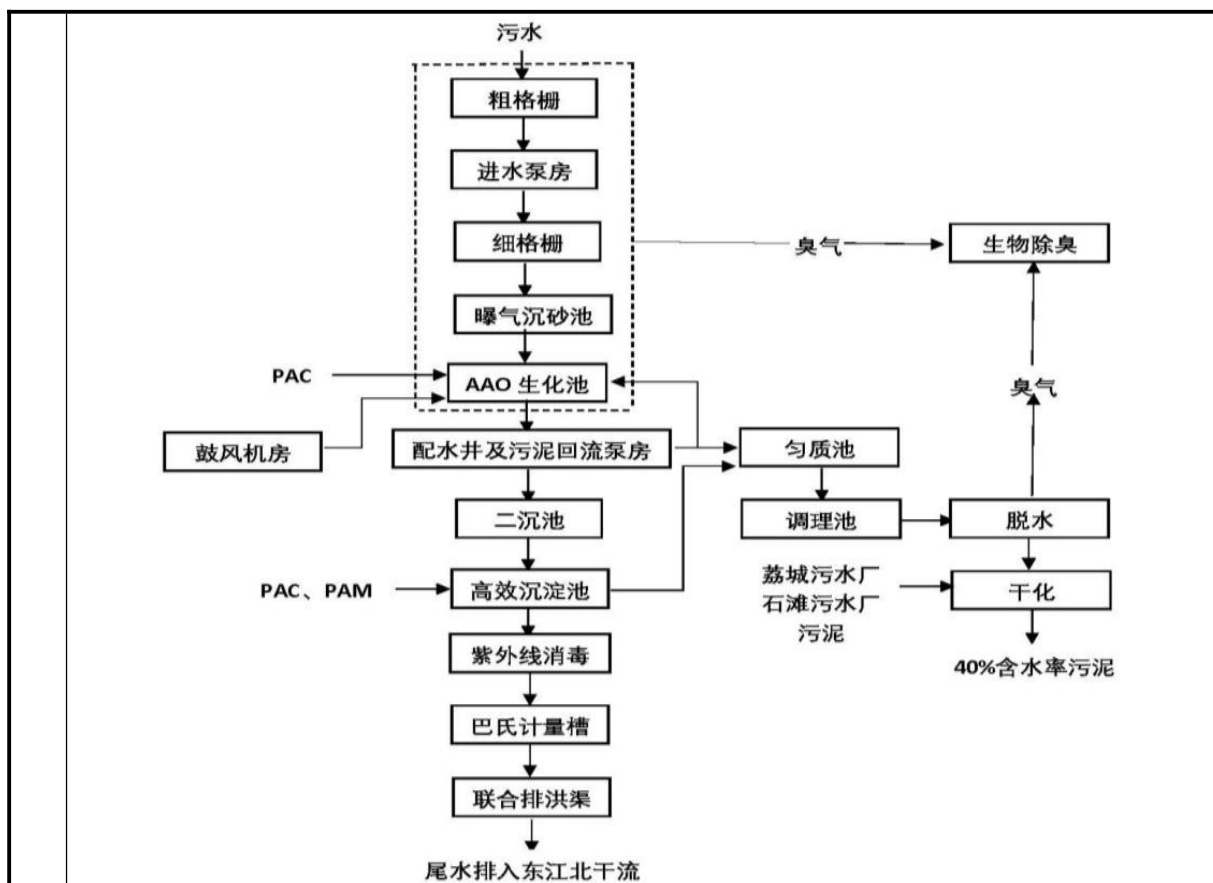 污水
粗格栅
进水泵房
细格栅
臭气
生物除臭
曝气沉砂池
PAC
AAO 生化池
臭气
鼓风机房
配水井及污泥回流泵房
匀质池
二沉池
调理池
脱水
PAC、PAM
高效沉淀池
荔城污水厂
石滩污水厂
污泥
干化
紫外线消毒
40%含水率污泥
巴氏计量槽
联合排洪渠
尾水排入东江北干流